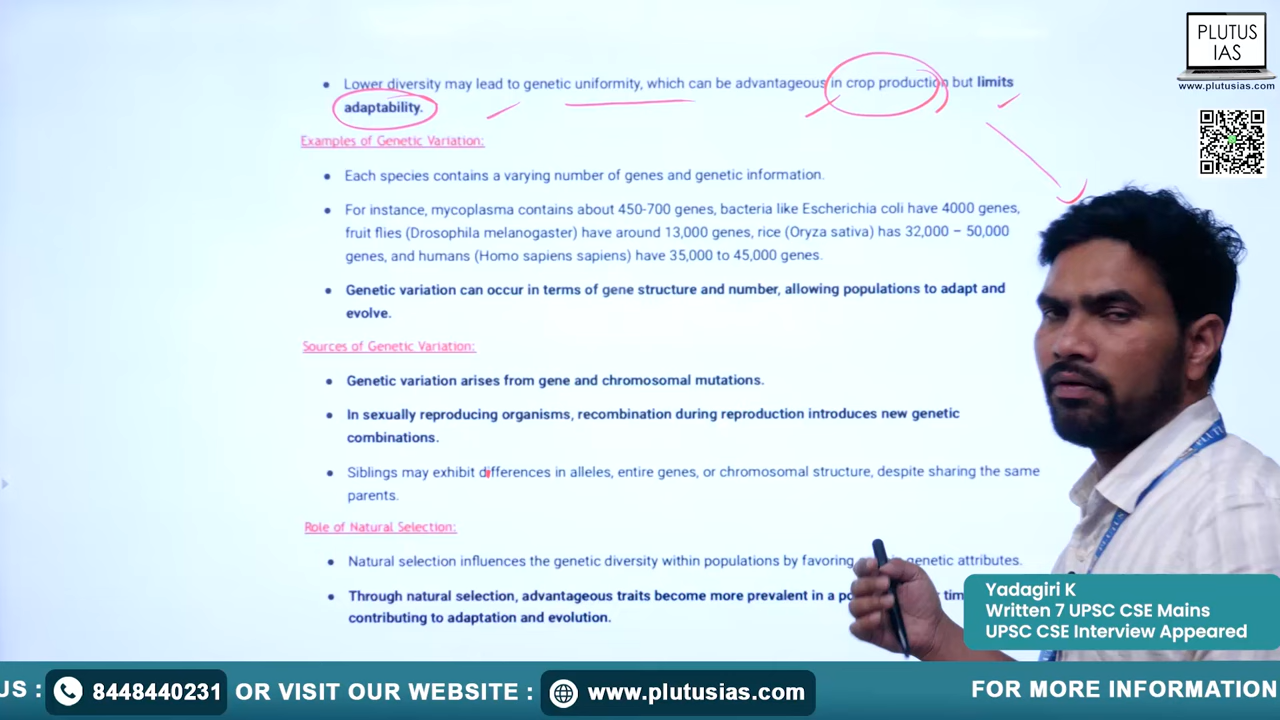 PLUTUS
IAS
www.plutusias.com
Lower diversity may lead to genetic uniformity, which can be advantageous in crop production but limits
adaptability.
Examples of Genetic Variation:
Each species contains a varying number of genes and genetic information.
For instance, mycoplasma contains about 450-700 genes, bacteria like Escherichia coli have 4000 genes,
fruit flies (Drosophila melanogaster) have around 13,000 genes, rice (Oryza sativa) has 32,000 – 50,000
genes, and humans (Homo sapiens sapiens) have 35,000 to 45,000 genes.
Genetic variation can occur in terms of gene structure and number, allowing populations to adapt and
evolve.
Sources of Genetic Variation:
Genetic variation arises from gene and chromosomal mutations.
In sexually reproducing organisms, recombination during reproduction introduces new genetic
combinations.
Siblings may exhibit differences in alleles, entire genes, or chromosomal structure, despite sharing the same
parents.
Role of Natural Selection:
Natural selection influences the genetic diversity within populations by favoring genetic attributes.
Through natural selection, advantageous traits become more prevalent in a
contributing to adaptation and evolution.
Yadagiri K
Written 7 UPSC CSE Mains
UPSC CSE Interview Appeared
US : 8448440231 OR VISIT OUR WEBSITE : www.plutusias.com FOR MORE INFORMATION